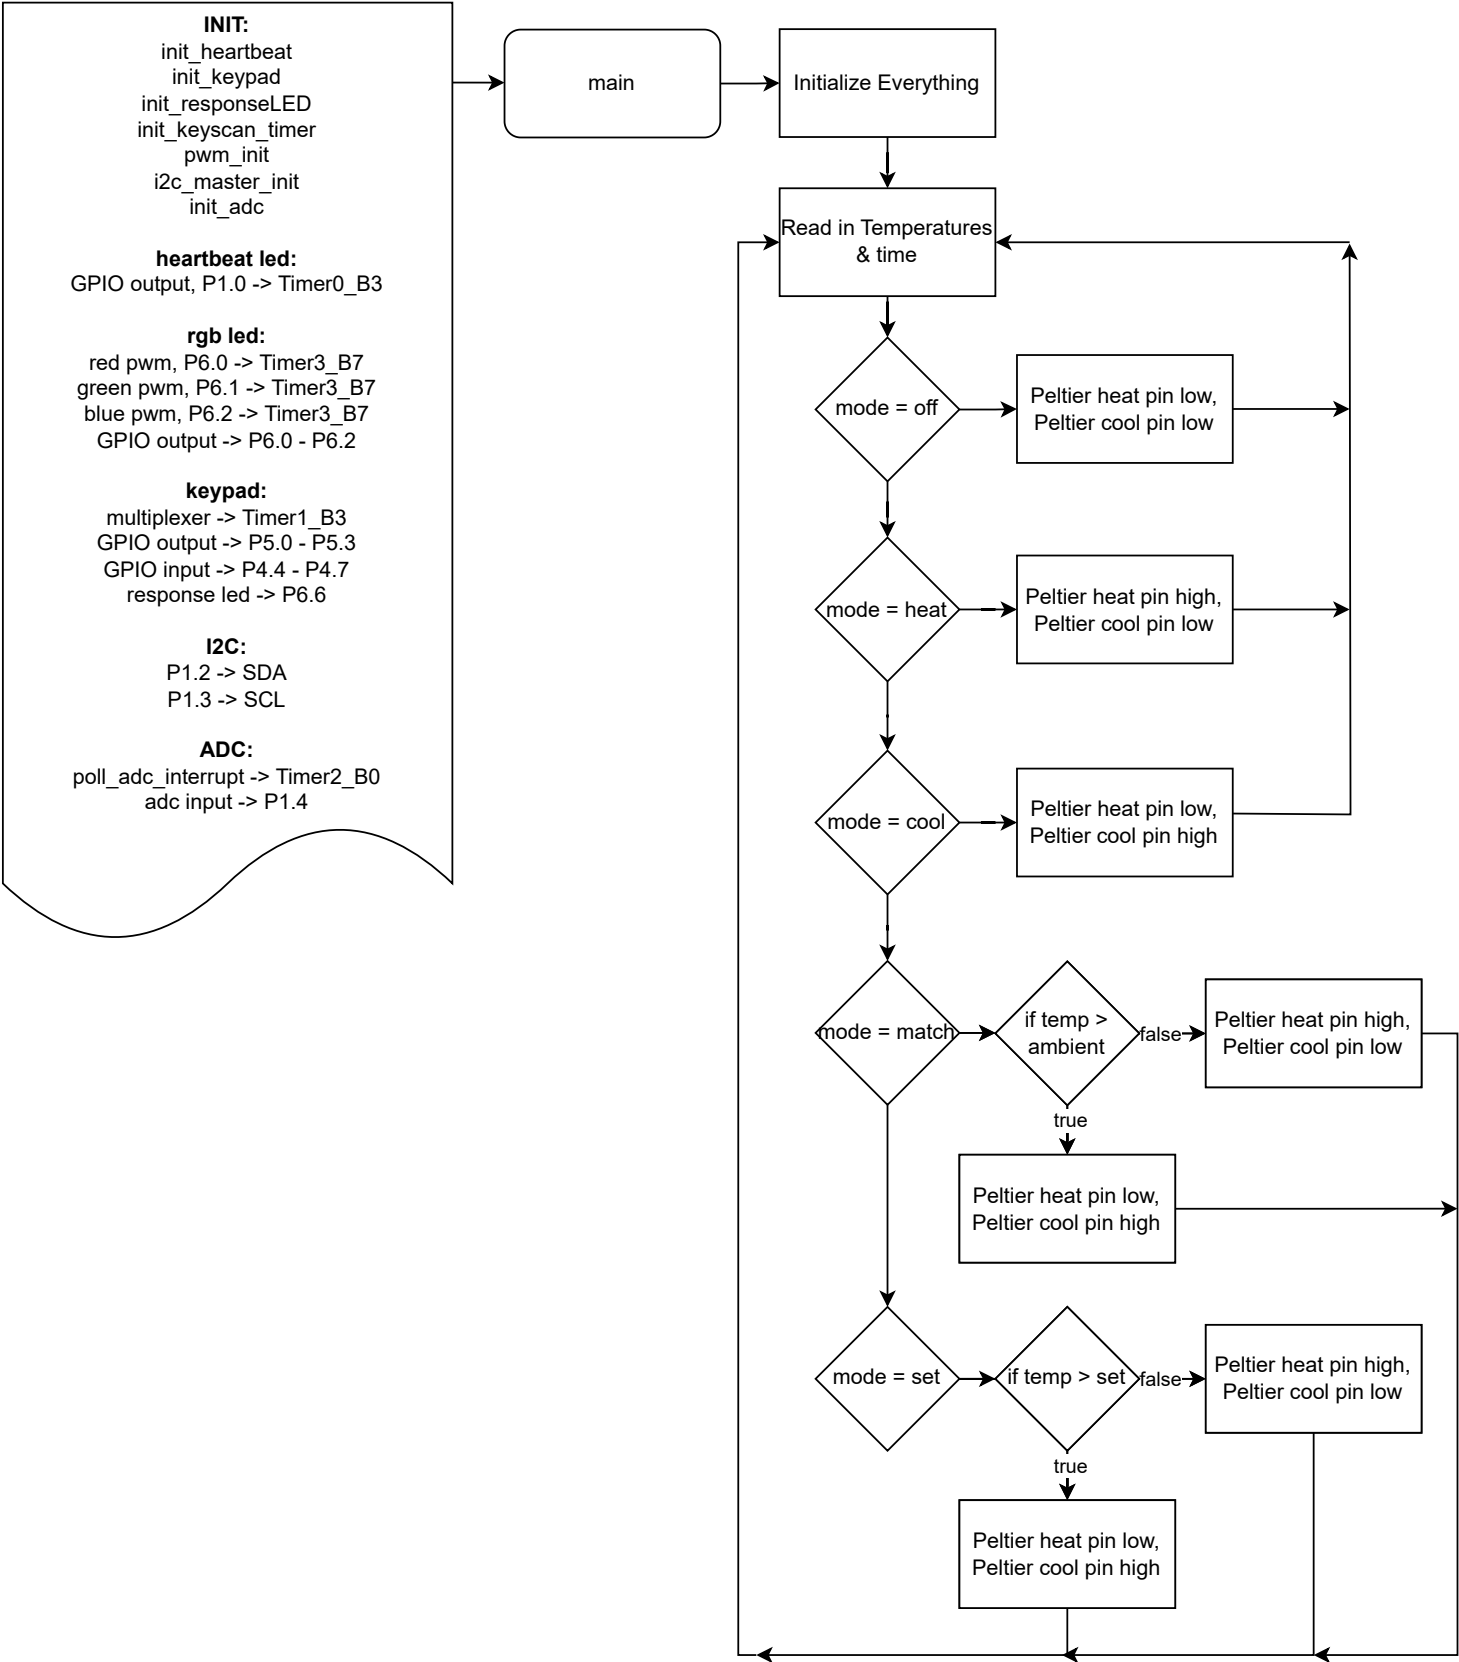 INIT:
init_heartbeat
init_keypad
init_responseLED
init_keyscan_timer
pwm_init
i2c_master_init
init_adc
heartbeat led:
GPIO output, P1.0 -> Timer0_B3
rgb led:
red pwm, P6.0 -> Timer3_B7
green pwm, P6.1 -> Timer3_B7
blue pwm, P6.2 -> Timer3_B7
GPIO output -> P6.0 - P6.2
keypad:
multiplexer -> Timer1_B3
GPIO output -> P5.0 - P5.3
GPIO input -> P4.4 - P4.7
response led -> P6.6
I2C:
P1.2 -> SDA
P1.3 -> SCL
ADC:
poll_adc_interrupt -> Timer2_B0
adc input -> P1.4
main
Initialize Everything
Read in Temperatures
& time
mode = off
Peltier heat pin low,
Peltier cool pin low
mode = heat
Peltier heat pin high,
Peltier cool pin low
mode = cool
Peltier heat pin low,
Peltier cool pin high
mode = match
if temp >
ambient
false
Peltier heat pin high,
Peltier cool pin low
true
Peltier heat pin low,
Peltier cool pin high
mode = set
if temp > set
false
Peltier heat pin high,
Peltier cool pin low
true
Peltier heat pin low,
Peltier cool pin high